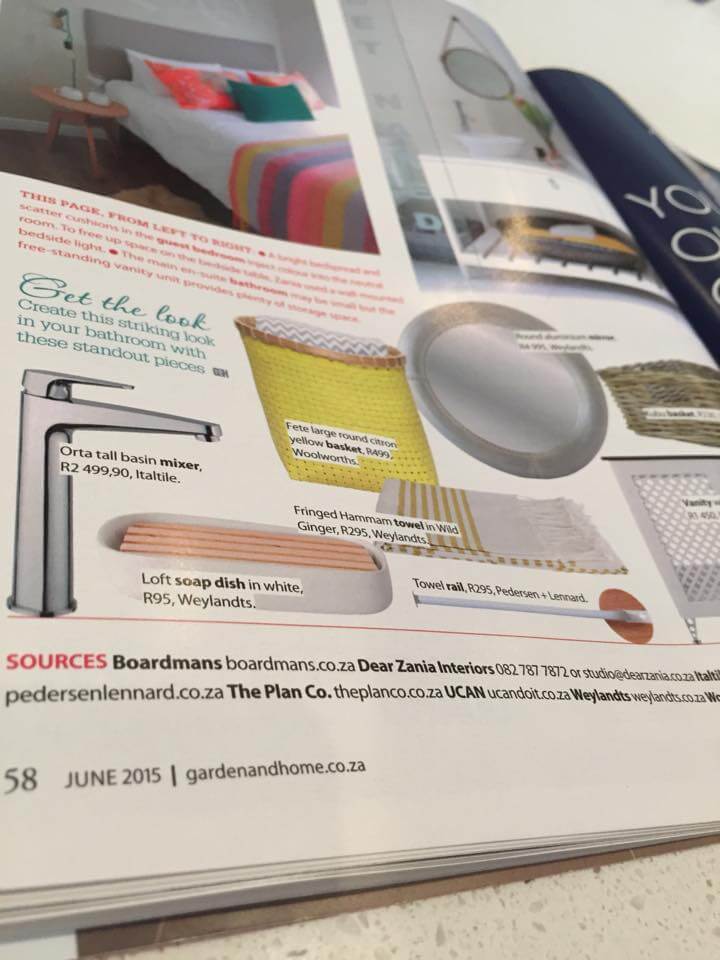 THIS PAGE, FROM LEFT TO RIGHT: ● A bright bedspread and
scatter cushions in the guest bedroom inject colour into the neutral
room. To free up space on the bedside table, Zania used a wall-mounted
bedside light. ● The main en-suite bathroom may be small but the
free-standing vanity unit provides plenty of storage space.
Get the look
Create this striking look
in your bathroom with
these standout pieces GH
Orta tall basin mixer,
R2 499,90, Italtile.
Fete large round citron
yellow basket, R499,
Woolworths.
Round aluminium mirror,
Weylandts.
basket,
Fringed Hammam towel in Wild
Ginger, R295, Weylandts.
Vanity
R1 450,
Loft soap dish in white,
R95, Weylandts.
Towel rail, R295, Pedersen + Lennard.
SOURCES Boardmans boardmans.co.za Dear Zania Interiors 082 787 7872 or studio@dearzania.co.za Italti
pedersenlennard.co.za The Plan Co. theplanco.co.za UCAN ucandoit.co.za Weylandts weylandts.co.za Wo
58 JUNE 2015 | gardenandhome.co.za
YO